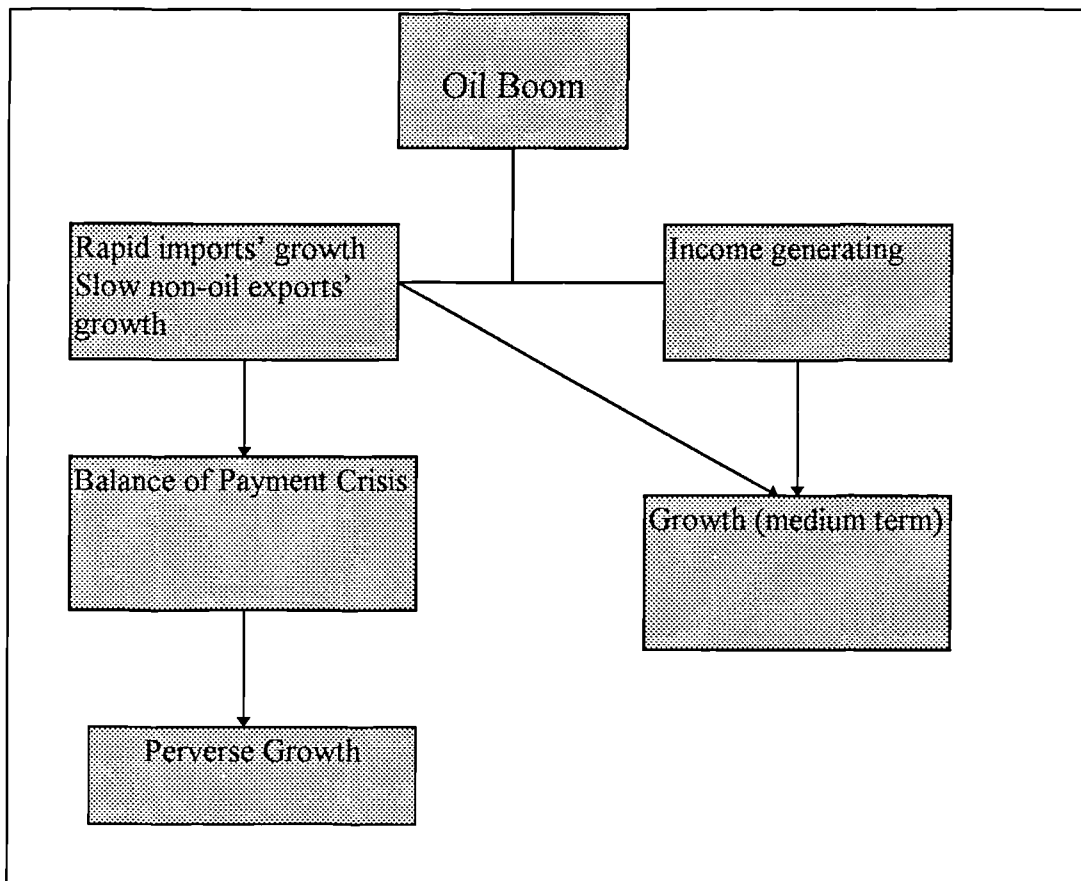 Oil Boom
Rapid imports’ growth
Slow non-oil exports’
growth
Income generating
Balance of Payment Crisis
Growth (medium term)
Perverse Growth